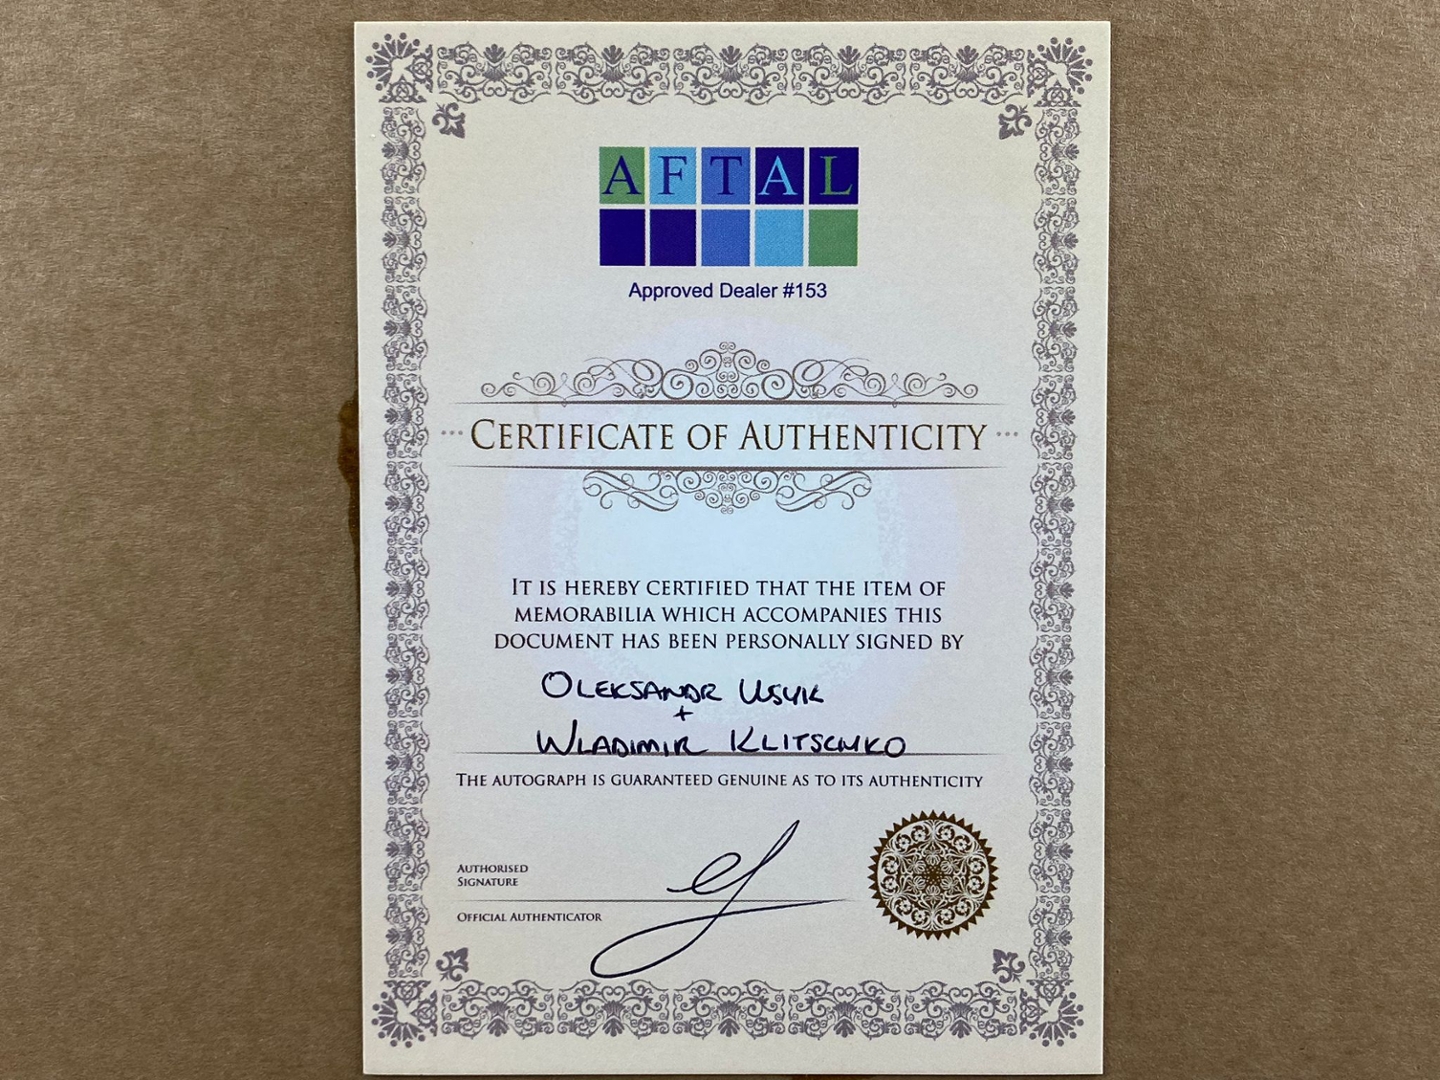 AFTAL
Approved Dealer #153
CERTIFICATE OF AUTHENTICITY
IT IS HEREBY CERTIFIED THAT THE ITEM OF
MEMORABILIA WHICH ACCOMPANIES THIS
DOCUMENT HAS BEEN PERSONALLY SIGNED BY
OLEKSANDR USYK
+
WLADIMIR KLITSCHKO
THE AUTOGRAPH IS GUARANTEED GENUINE AS TO ITS AUTHENTICITY
AUTHORISED
SIGNATURE
OFFICIAL AUTHENTICATOR